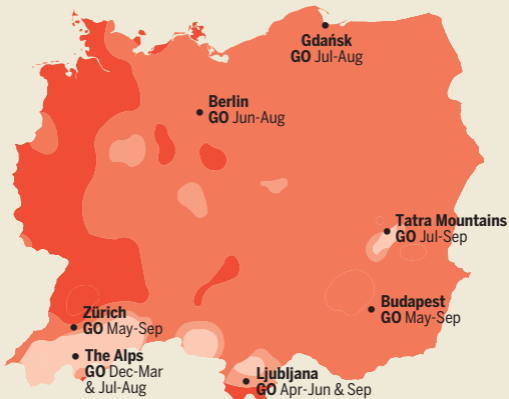 Gdańsk
GO Jul-Aug
Berlin
GO Jun-Aug
Tatra Mountains
GO Jul-Sep
Budapest
GO May-Sep
Zürich
GO May-Sep
The Alps
GO Dec-Mar
& Jul-Aug
Ljubljana
GO Apr-Jun & Sep